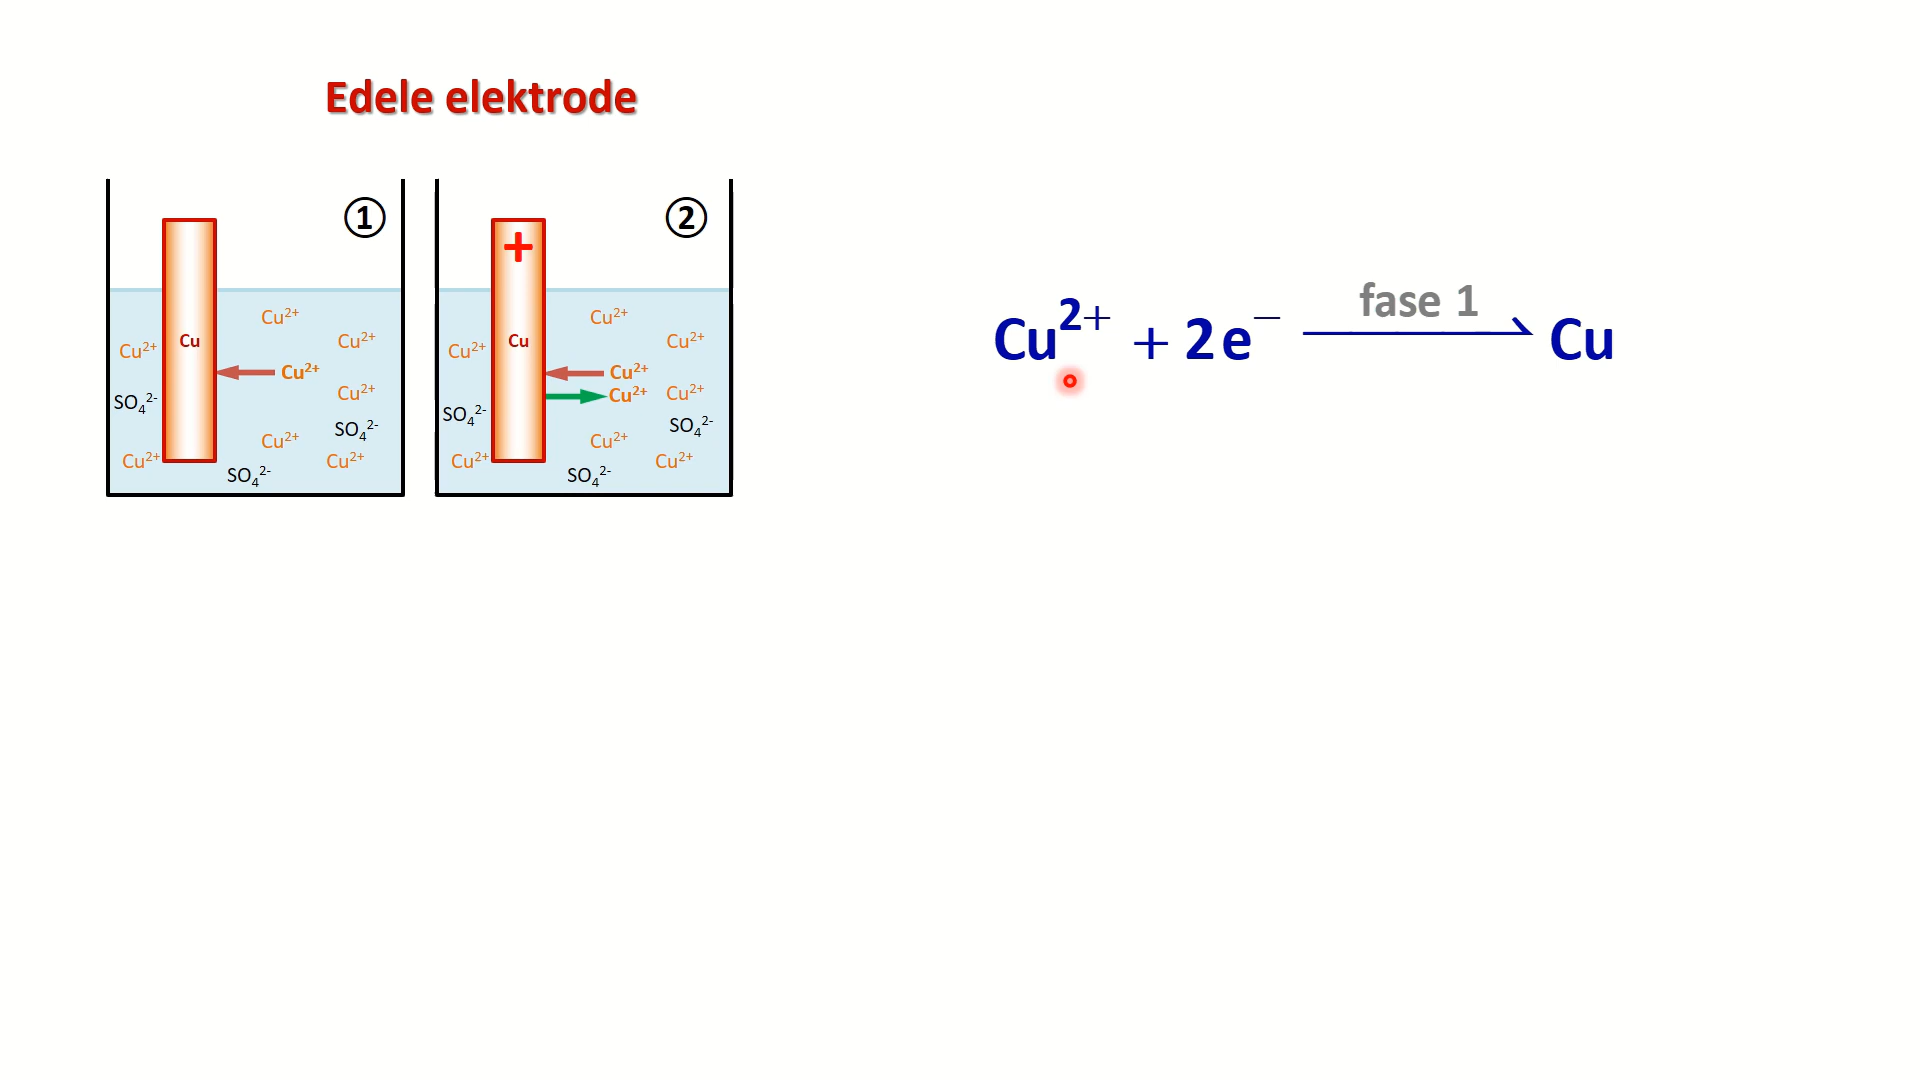 Edele elektrode
①
Cu²⁺
Cu²⁺
Cu²⁺
Cu
Cu²⁺
Cu²⁺
SO₄²⁻
SO₄²⁻
Cu²⁺
Cu²⁺
Cu²⁺
SO₄²⁻
②
+
Cu²⁺
Cu²⁺
Cu²⁺
Cu
Cu²⁺
Cu²⁺
Cu²⁺
SO₄²⁻
SO₄²⁻
Cu²⁺
Cu²⁺
Cu²⁺
SO₄²⁻
fase 1
Cu²⁺ + 2 e⁻ ⇀ Cu